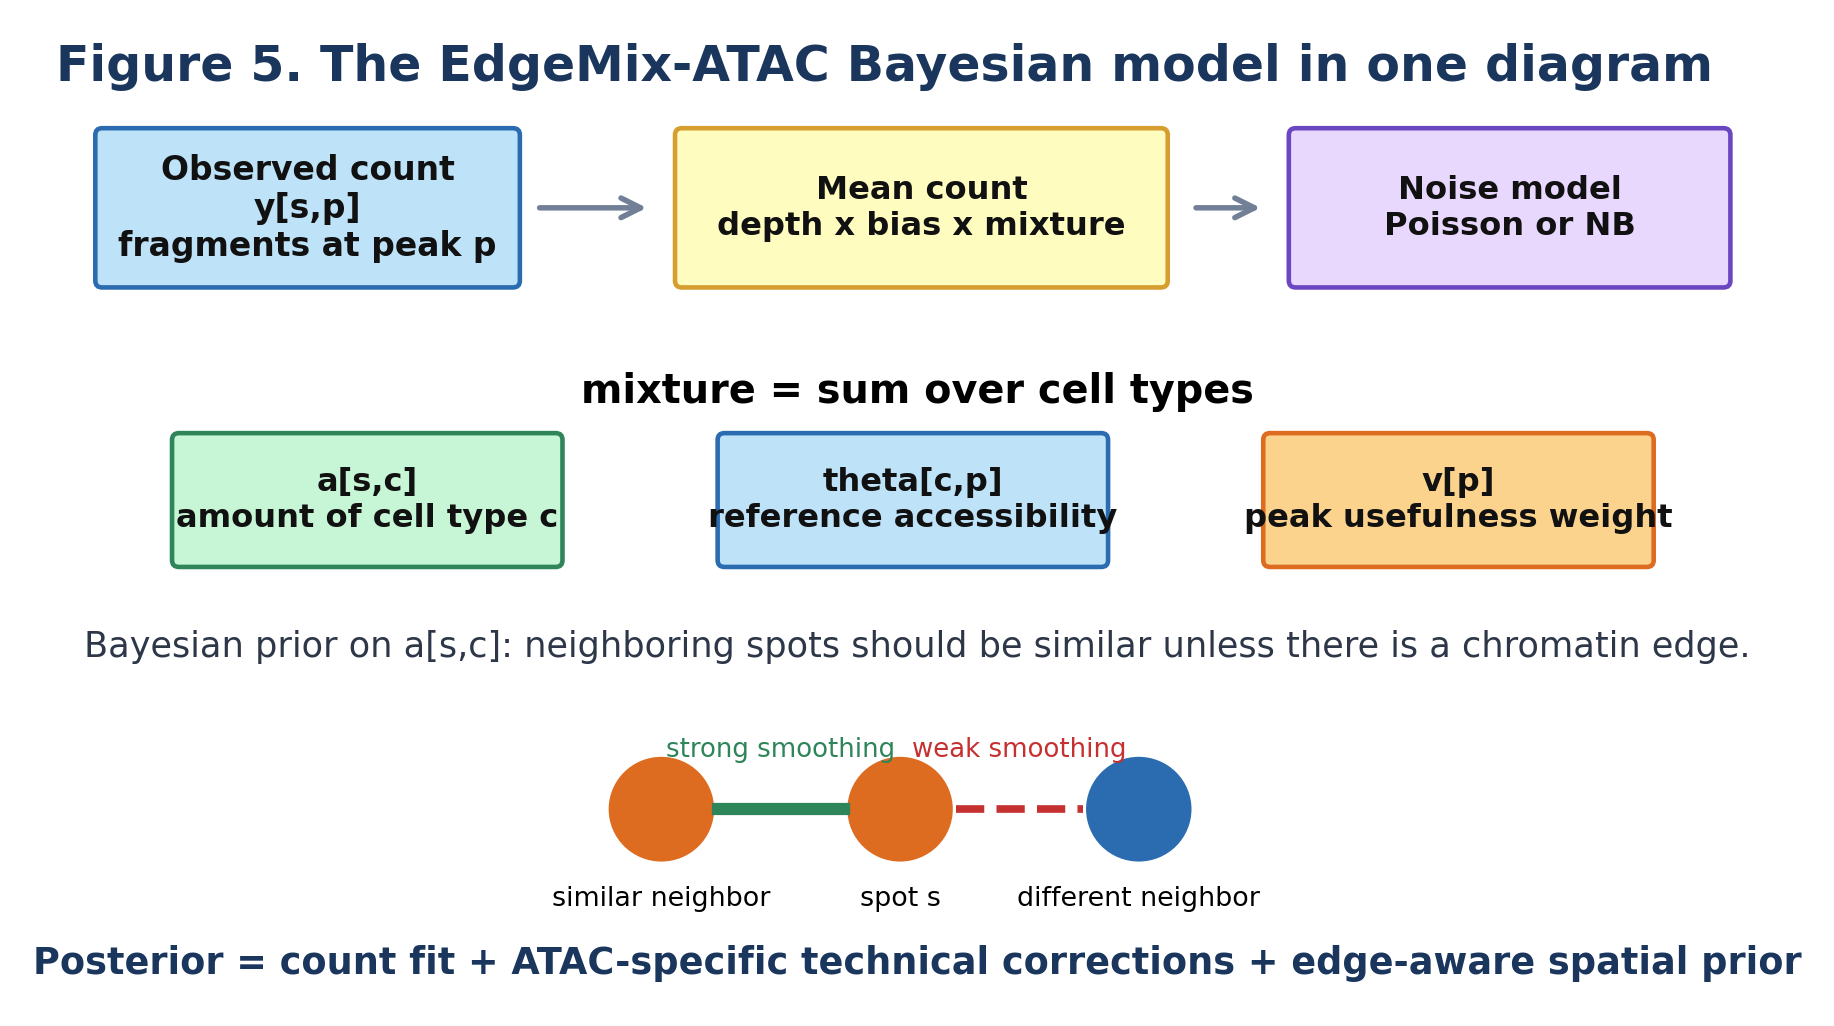 Figure 5. The EdgeMix-ATAC Bayesian model in one diagram
Observed count
y[s,p]
fragments at peak p
Mean count
depth x bias x mixture
Noise model
Poisson or NB
mixture = sum over cell types
a[s,c]
amount of cell type c
theta[c,p]
reference accessibility
v[p]
peak usefulness weight
Bayesian prior on a[s,c]: neighboring spots should be similar unless there is a chromatin edge.
strong smoothing
weak smoothing
similar neighbor
spot s
different neighbor
Posterior = count fit + ATAC-specific technical corrections + edge-aware spatial prior